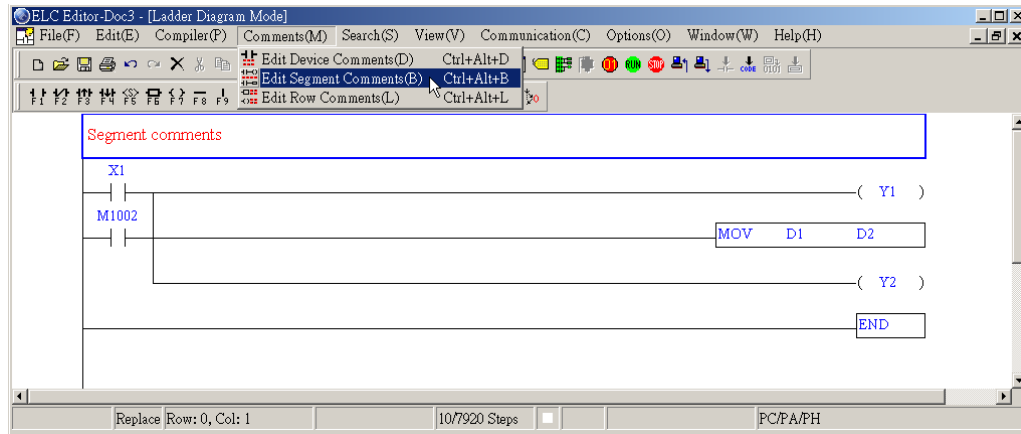 ELC Editor-Doc3 - [Ladder Diagram Mode]
File(F) Edit(E) Compiler(P) Comments(M) Search(S) View(V) Communication(C) Options(O) Window(W) Help(H)
Edit Device Comments(D) Ctrl+Alt+D
Edit Segment Comments(B) Ctrl+Alt+B
Edit Row Comments(L) Ctrl+Alt+L
RUN STOP CODE
F1 F2 F3 F4 F5 F6 F7 F8 F9
Segment comments
X1
( Y1 )
M1002
MOV D1 D2
( Y2 )
END
Replace Row: 0, Col: 1 10/7920 Steps PC/PA/PH